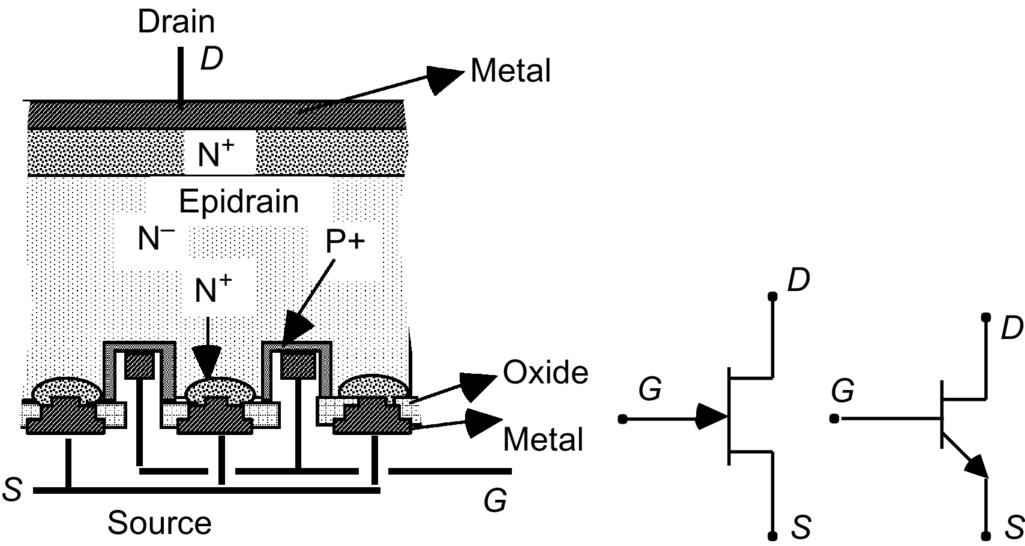 Drain
D
Metal
N⁺
Epidrain
N⁻
P+
N⁺
Oxide
Metal
S
G
Source
D
G
S
D
G
S